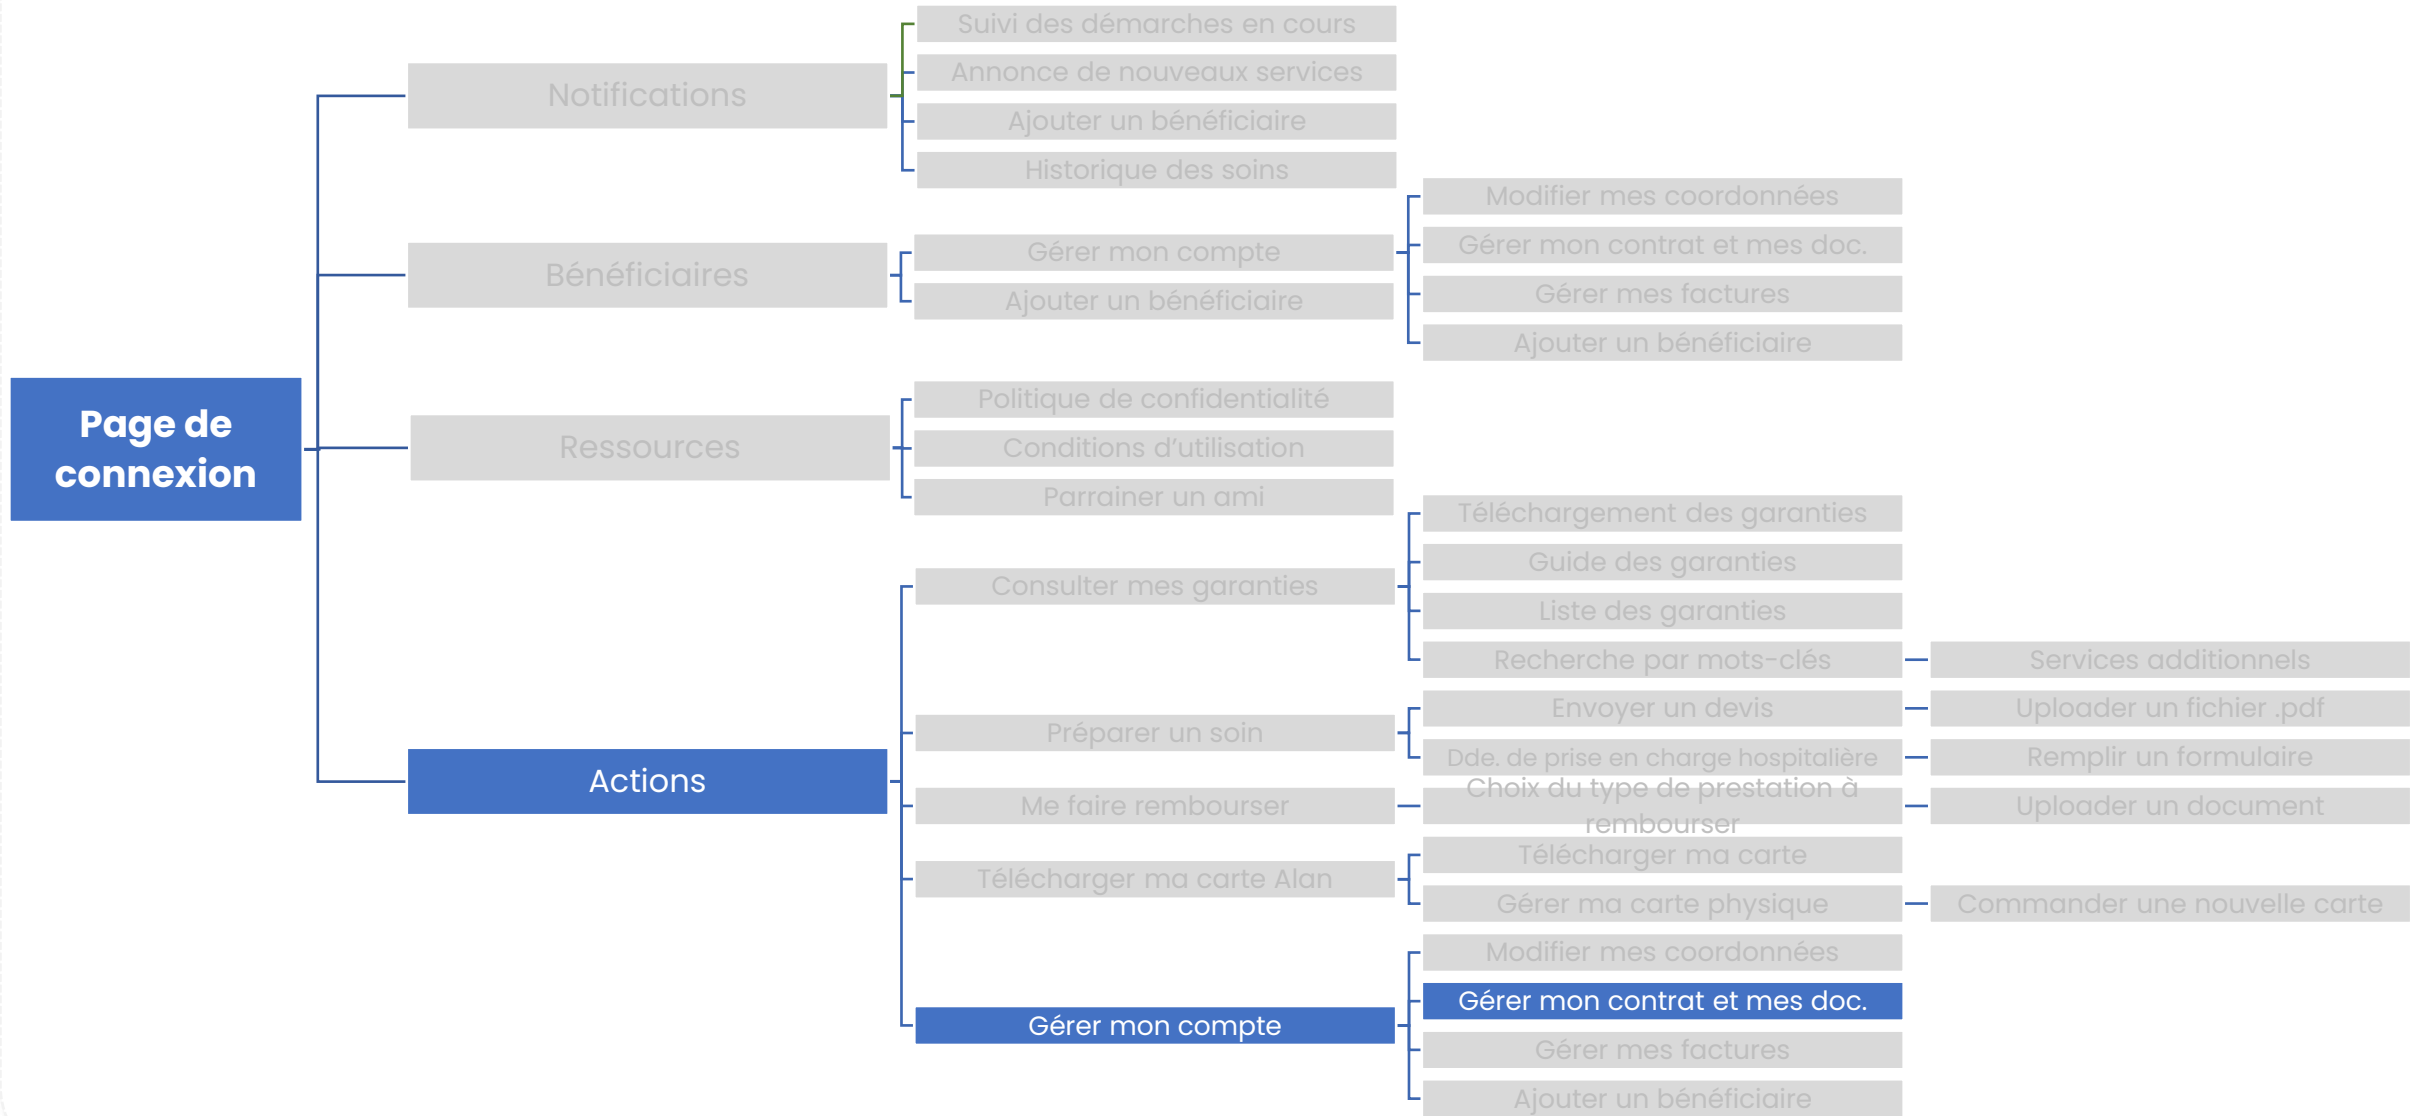 Page de
connexion
Notifications
Suivi des démarches en cours
Annonce de nouveaux services
Ajouter un bénéficiaire
Historique des soins
Bénéficiaires
Gérer mon compte
Modifier mes coordonnées
Gérer mon contrat et mes doc.
Gérer mes factures
Ajouter un bénéficiaire
Ajouter un bénéficiaire
Ressources
Politique de confidentialité
Conditions d’utilisation
Parrainer un ami
Actions
Consulter mes garanties
Téléchargement des garanties
Guide des garanties
Liste des garanties
Recherche par mots-clés
Services additionnels
Préparer un soin
Envoyer un devis
Uploader un fichier .pdf
Dde. de prise en charge hospitalière
Remplir un formulaire
Me faire rembourser
Choix du type de prestation à
rembourser
Uploader un document
Télécharger ma carte Alan
Télécharger ma carte
Gérer ma carte physique
Commander une nouvelle carte
Gérer mon compte
Modifier mes coordonnées
Gérer mon contrat et mes doc.
Gérer mes factures
Ajouter un bénéficiaire